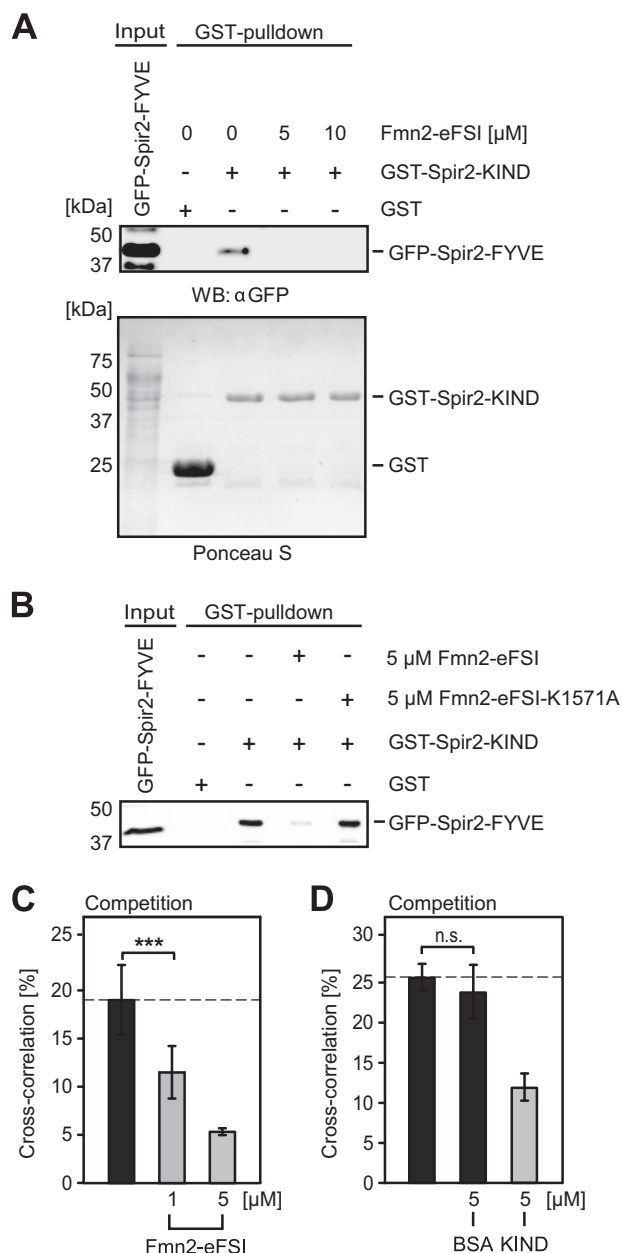 A
Input GST-pulldown
GFP-Spir2-FYVE
0 0 5 10 Fmn2-eFSI [µM]
- + + + GST-Spir2-KIND
[kDa] + - - - GST
50
37
GFP-Spir2-FYVE
WB: αGFP
[kDa]
75
50 GST-Spir2-KIND
37
25 GST
Ponceau S
B
Input GST-pulldown
GFP-Spir2-FYVE
- - + - 5 µM Fmn2-eFSI
- - - + 5 µM Fmn2-eFSI-K1571A
- + + + GST-Spir2-KIND
+ - - - GST
50
37
GFP-Spir2-FYVE
C
Competition
Cross-correlation [%]
25
20
15
10
5
0
***
1 5 [µM]
Fmn2-eFSI
D
Competition
Cross-correlation [%]
30
25
20
15
10
5
0
n.s.
5 5 [µM]
BSA KIND